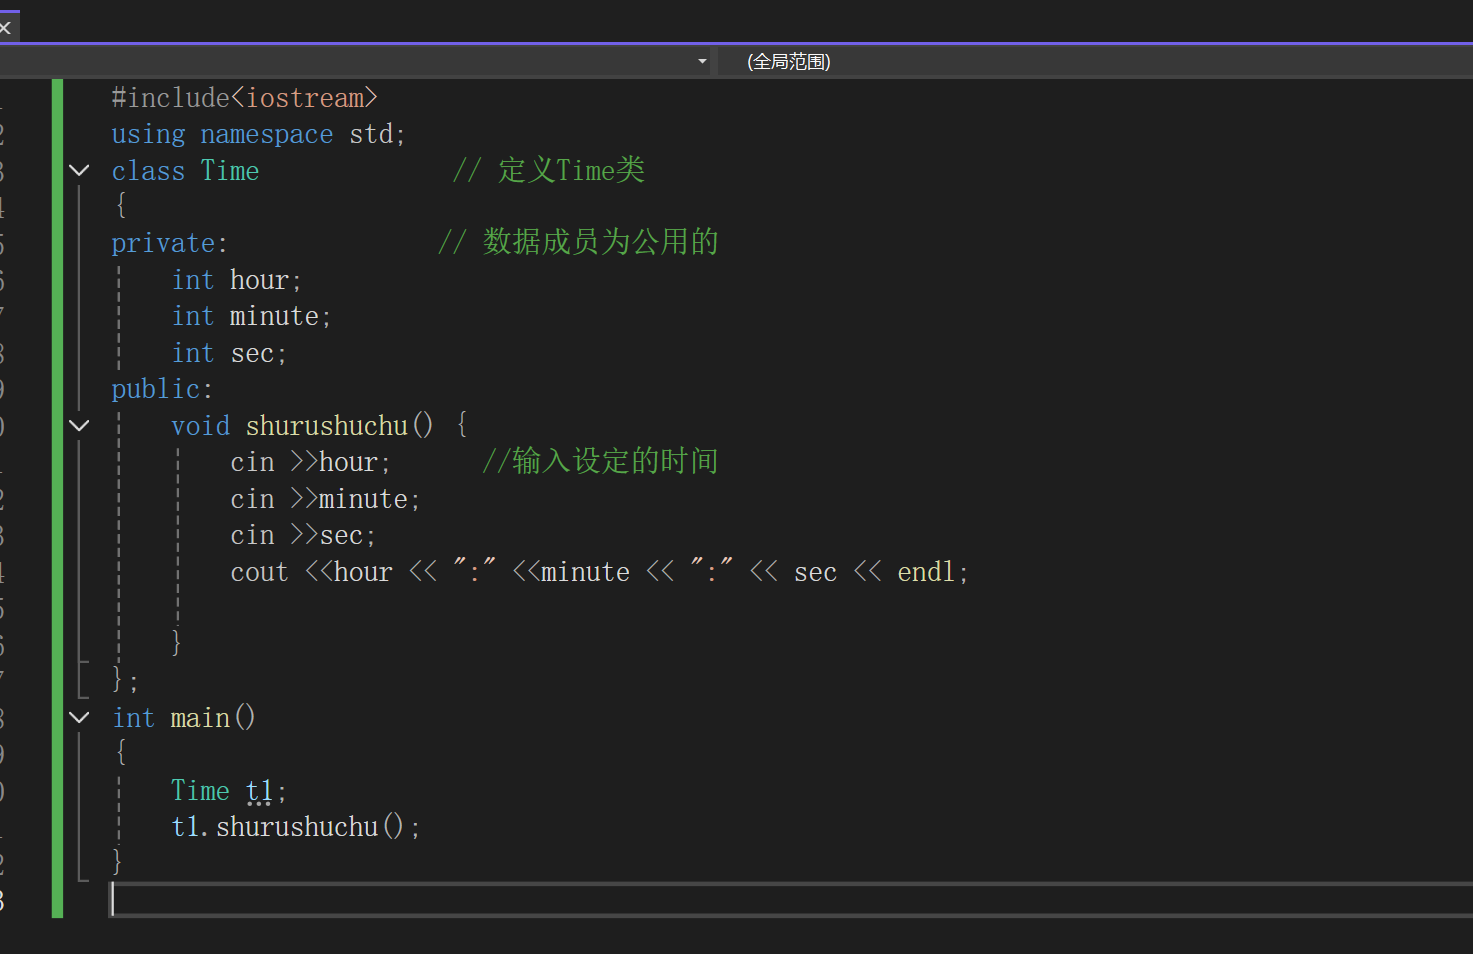 (全局范围)
#include<iostream>
using namespace std;
class Time // 定义Time类
{
private: // 数据成员为公用的
int hour;
int minute;
int sec;
public:
void shurushuchu() {
cin >>hour; //输入设定的时间
cin >>minute;
cin >>sec;
cout <<hour << ":" <<minute << ":" << sec << endl;
}
};
int main()
{
Time t1;
t1.shurushuchu();
}